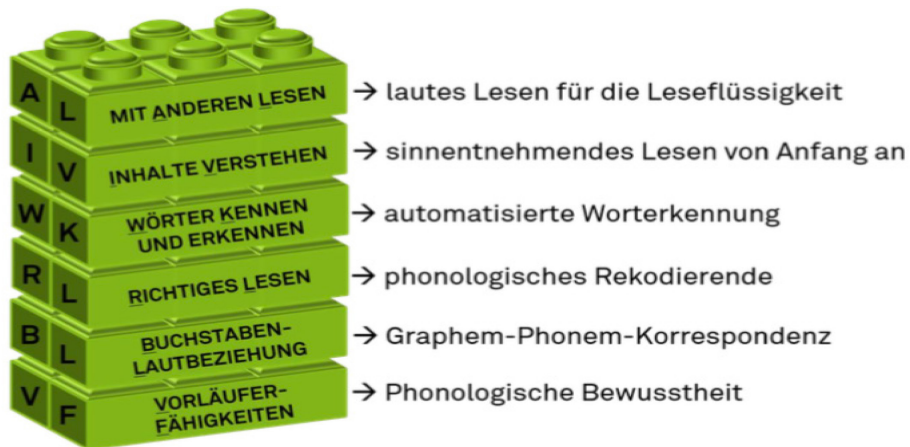 A L MIT ANDEREN LESEN → lautes Lesen für die Leseflüssigkeit
I V INHALTE VERSTEHEN → sinnentnehmendes Lesen von Anfang an
W K WÖRTER KENNEN
UND ERKENNEN → automatisierte Worterkennung
R L RICHTIGES LESEN → phonologisches Rekodierende
B L BUCHSTABEN-
LAUTBEZIEHUNG → Graphem-Phonem-Korrespondenz
V F VORLÄUFER-
FÄHIGKEITEN → Phonologische Bewusstheit